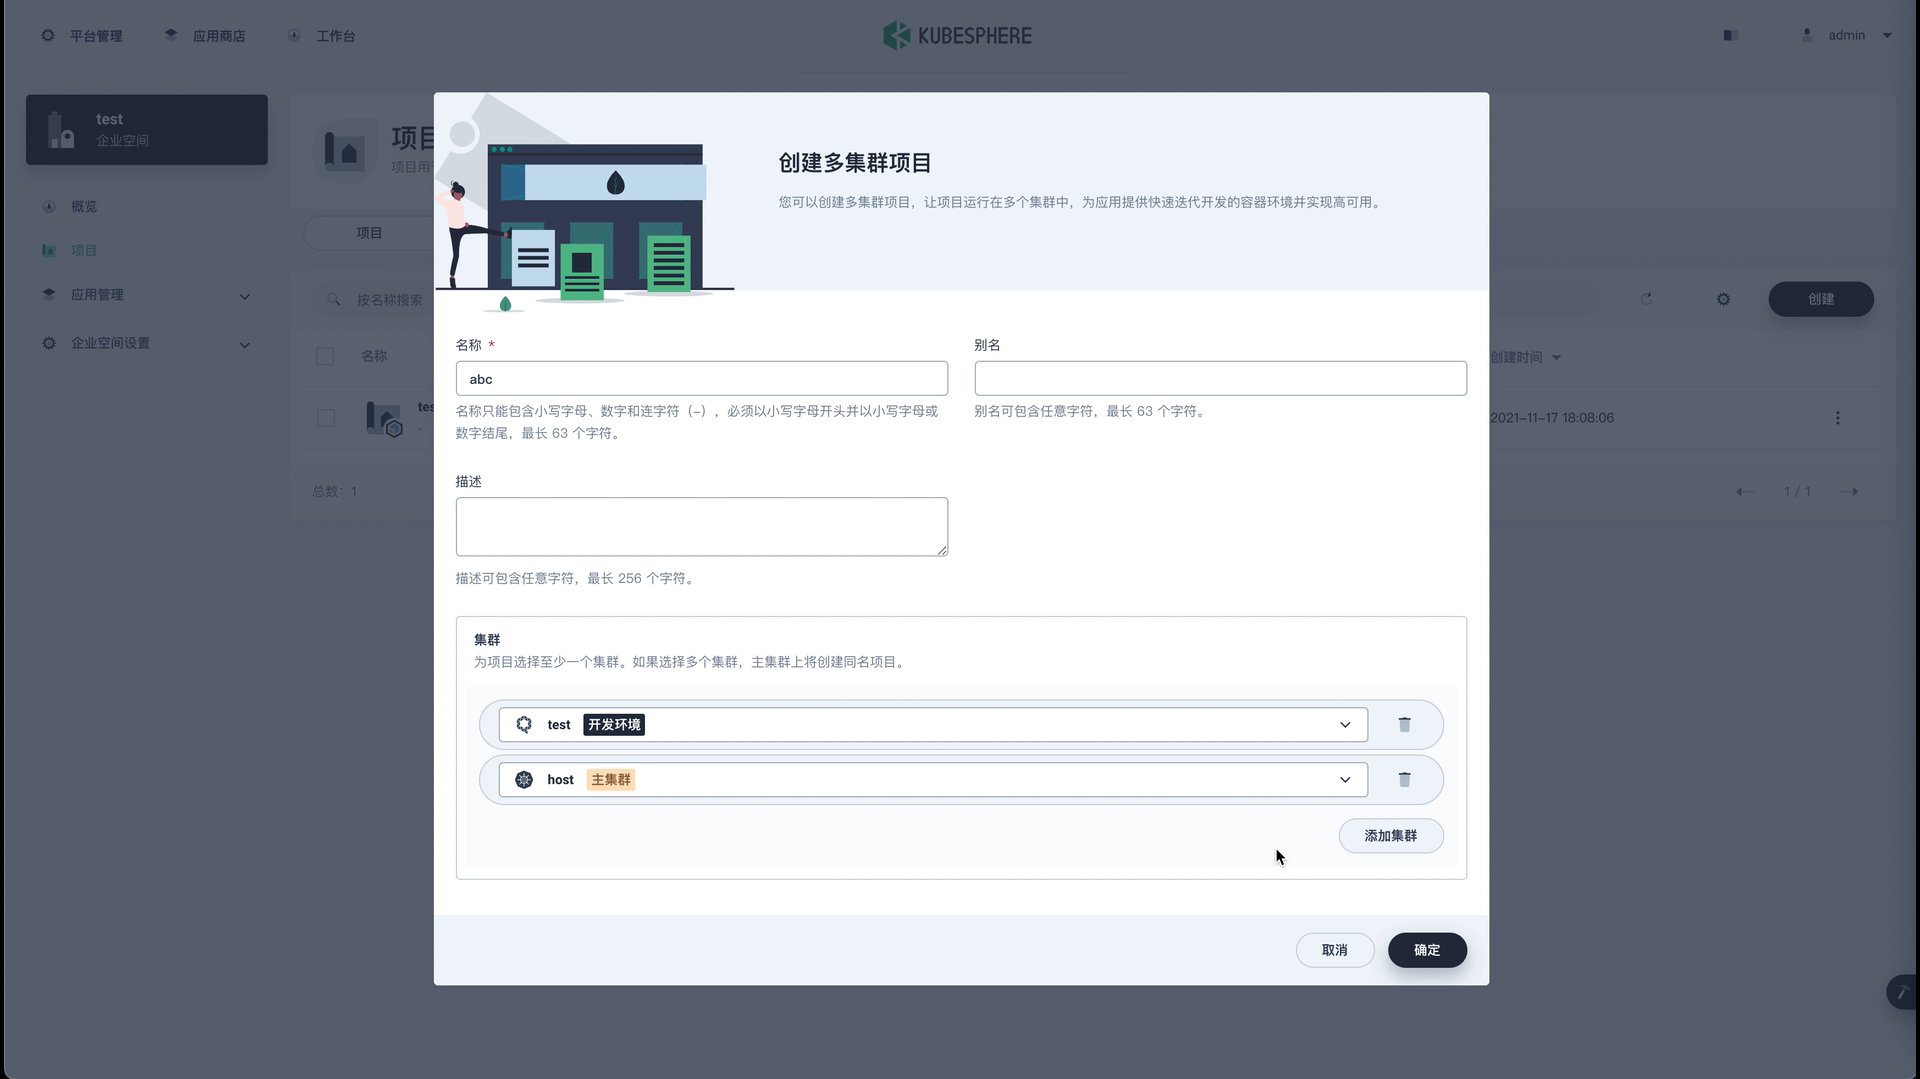 平台管理
应用商店
工作台
KUBESPHERE
admin
test
企业空间
概览
项目
应用管理
企业空间设置
项目
项目用
项目
按名称搜索
创建
名称
创建时间
tes
-
2021-11-17 18:08:06
总数：1
1 / 1
创建多集群项目
您可以创建多集群项目，让项目运行在多个集群中，为应用提供快速迭代开发的容器环境并实现高可用。
名称 *
别名
abc
名称只能包含小写字母、数字和连字符（-），必须以小写字母开头并以小写字母或
数字结尾，最长 63 个字符。
别名可包含任意字符，最长 63 个字符。
描述
描述可包含任意字符，最长 256 个字符。
集群
为项目选择至少一个集群。如果选择多个集群，主集群上将创建同名项目。
test 开发环境
host 主集群
添加集群
取消
确定